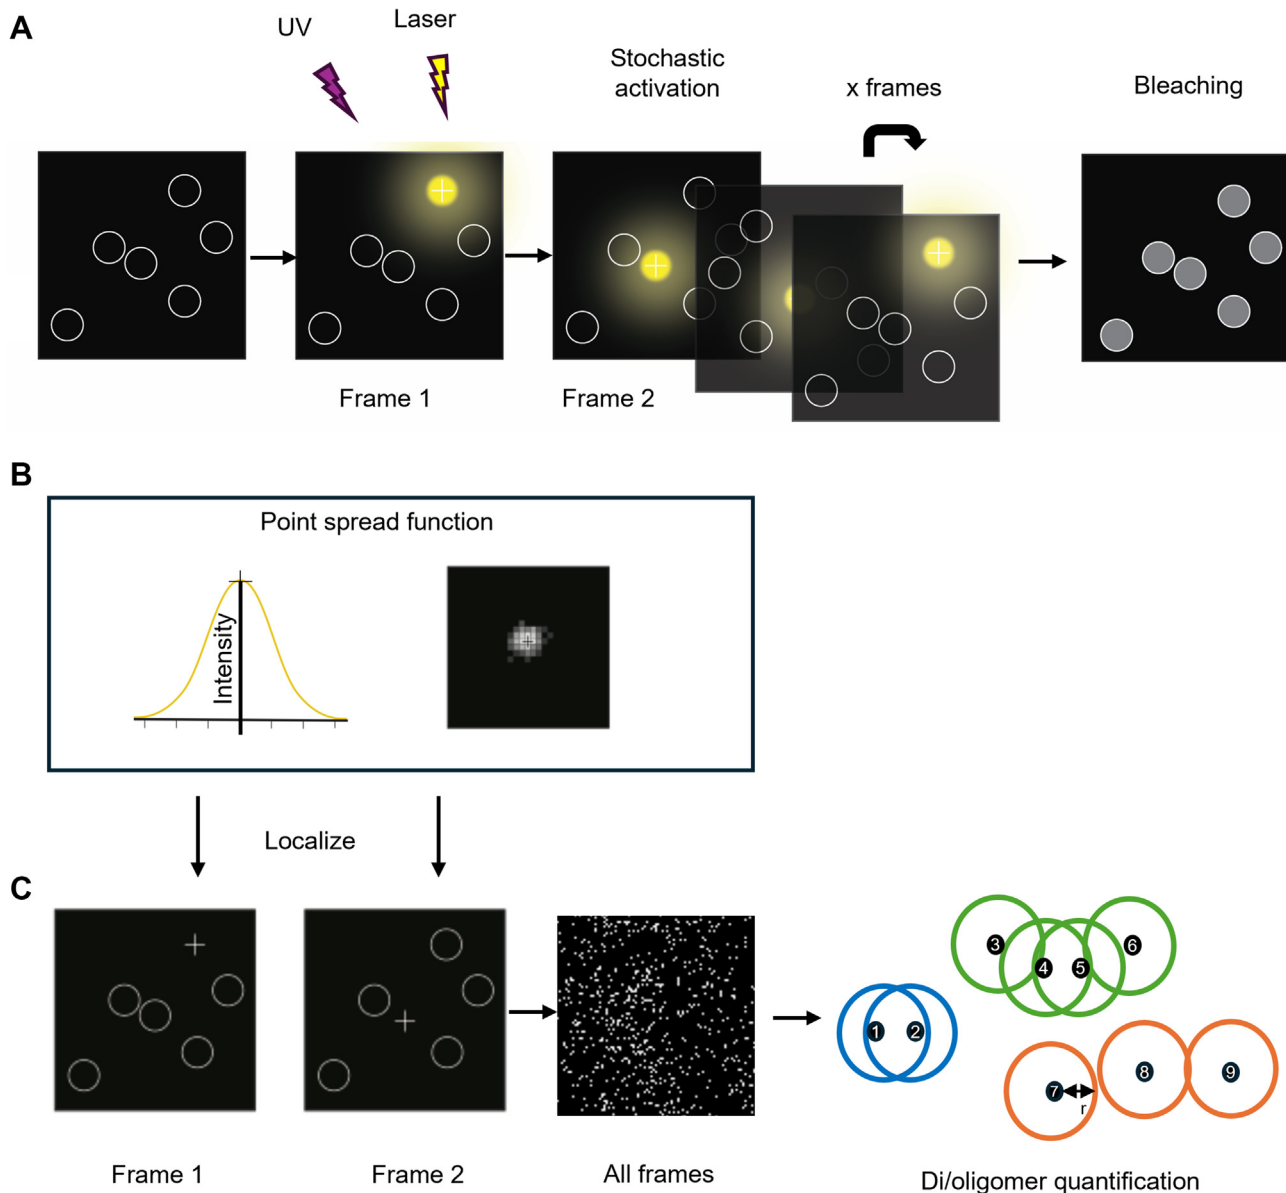 A
UV
Laser
Stochastic
activation
x frames
Bleaching
Frame 1
Frame 2
B
Point spread function
Intensity
Localize
C
3
6
4
5
1
2
7
r
8
9
Frame 1
Frame 2
All frames
Di/oligomer quantification